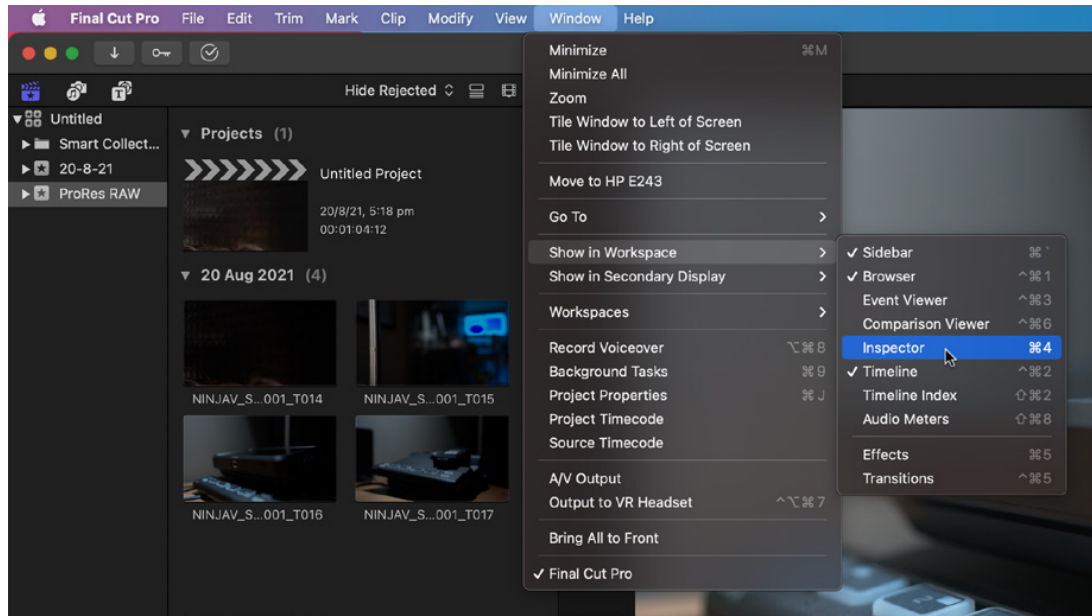 Final Cut Pro File Edit Trim Mark Clip Modify View Window Help
Hide Rejected
Untitled
Smart Collect...
20-8-21
ProRes RAW
Projects (1)
Untitled Project
20/8/21, 5:18 pm
00:01:04:12
20 Aug 2021 (4)
NINJAV_S...001_T014
NINJAV_S...001_T015
NINJAV_S...001_T016
NINJAV_S...001_T017
Minimize ⌘M
Minimize All
Zoom
Tile Window to Left of Screen
Tile Window to Right of Screen
Move to HP E243
Go To
Show in Workspace
Show in Secondary Display
Workspaces
Record Voiceover ⌥⌘8
Background Tasks ⌘9
Project Properties ⌘J
Project Timecode
Source Timecode
A/V Output
Output to VR Headset ^⌥⌘7
Bring All to Front
✓ Final Cut Pro
✓ Sidebar ⌘`
✓ Browser ^⌘1
Event Viewer ^⌘3
Comparison Viewer ^⌘6
Inspector ⌘4
✓ Timeline ^⌘2
Timeline Index ⇧⌘2
Audio Meters ⇧⌘8
Effects ⌘5
Transitions ^⌘5